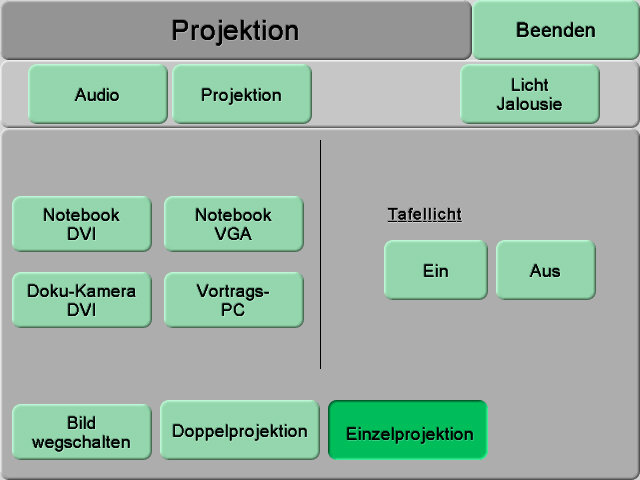 Projektion
Beenden
Audio
Projektion
Licht
Jalousie
Notebook
DVI
Notebook
VGA
Tafellicht
Doku-Kamera
DVI
Vortrags-
PC
Ein
Aus
Bild
wegschalten
Doppelprojektion
Einzelprojektion